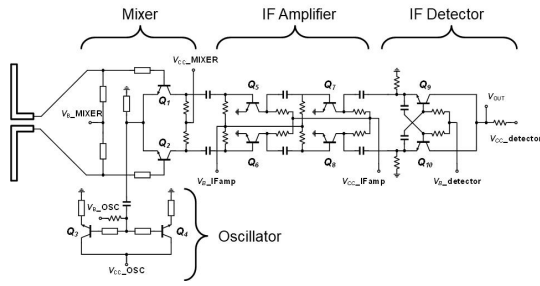 Mixer
IF Amplifier
IF Detector
VCC_MIXER
Q1
Q5
Q7
Q9
VOUT
VB_MIXER
VCC_detector
Q2
Q6
Q8
Q10
VB_IFamp
VCC_IFamp
VB_detector
VB_OSC
Q3
Q4
Oscillator
VCC_OSC